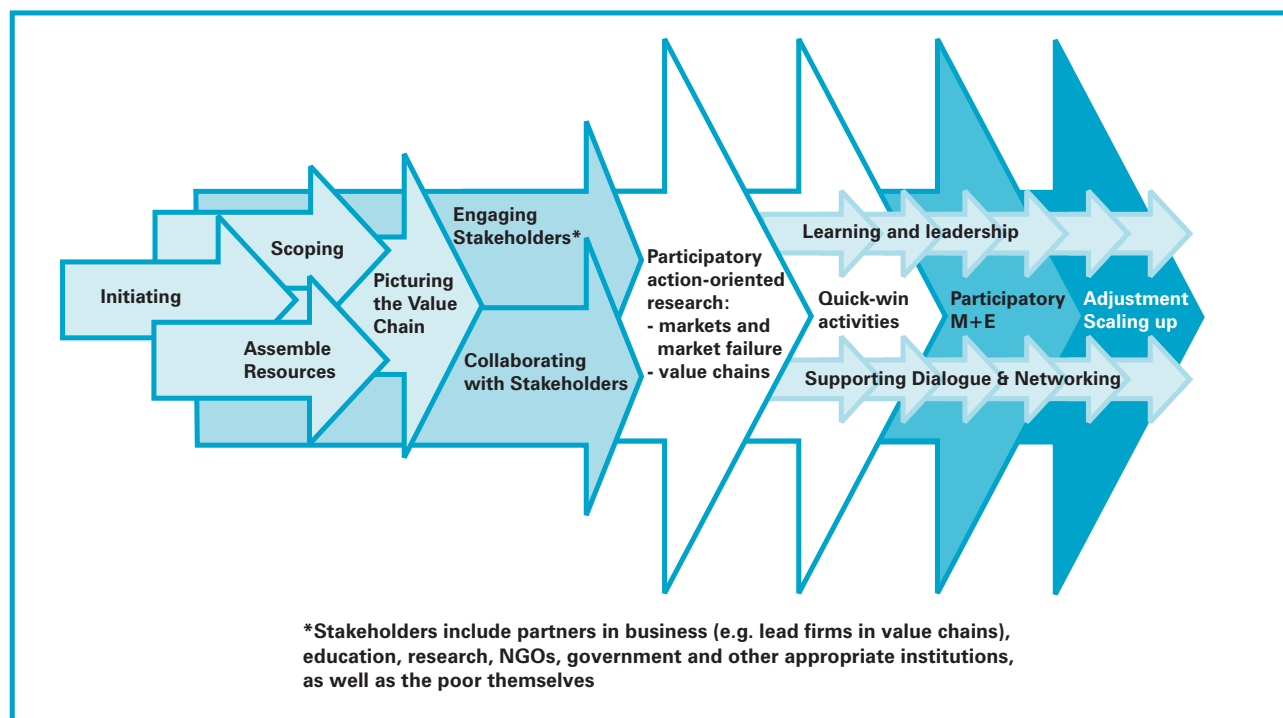 Initiating
Scoping
Assemble
Resources
Picturing
the Value
Chain
Engaging
Stakeholders*
Collaborating
with Stakeholders
Participatory
action-oriented
research:
- markets and
market failure
- value chains
Learning and leadership
Quick-win
activities
Participatory
M+E
Adjustment
Scaling up
Supporting Dialogue & Networking
*Stakeholders include partners in business (e.g. lead firms in value chains),
education, research, NGOs, government and other appropriate institutions,
as well as the poor themselves